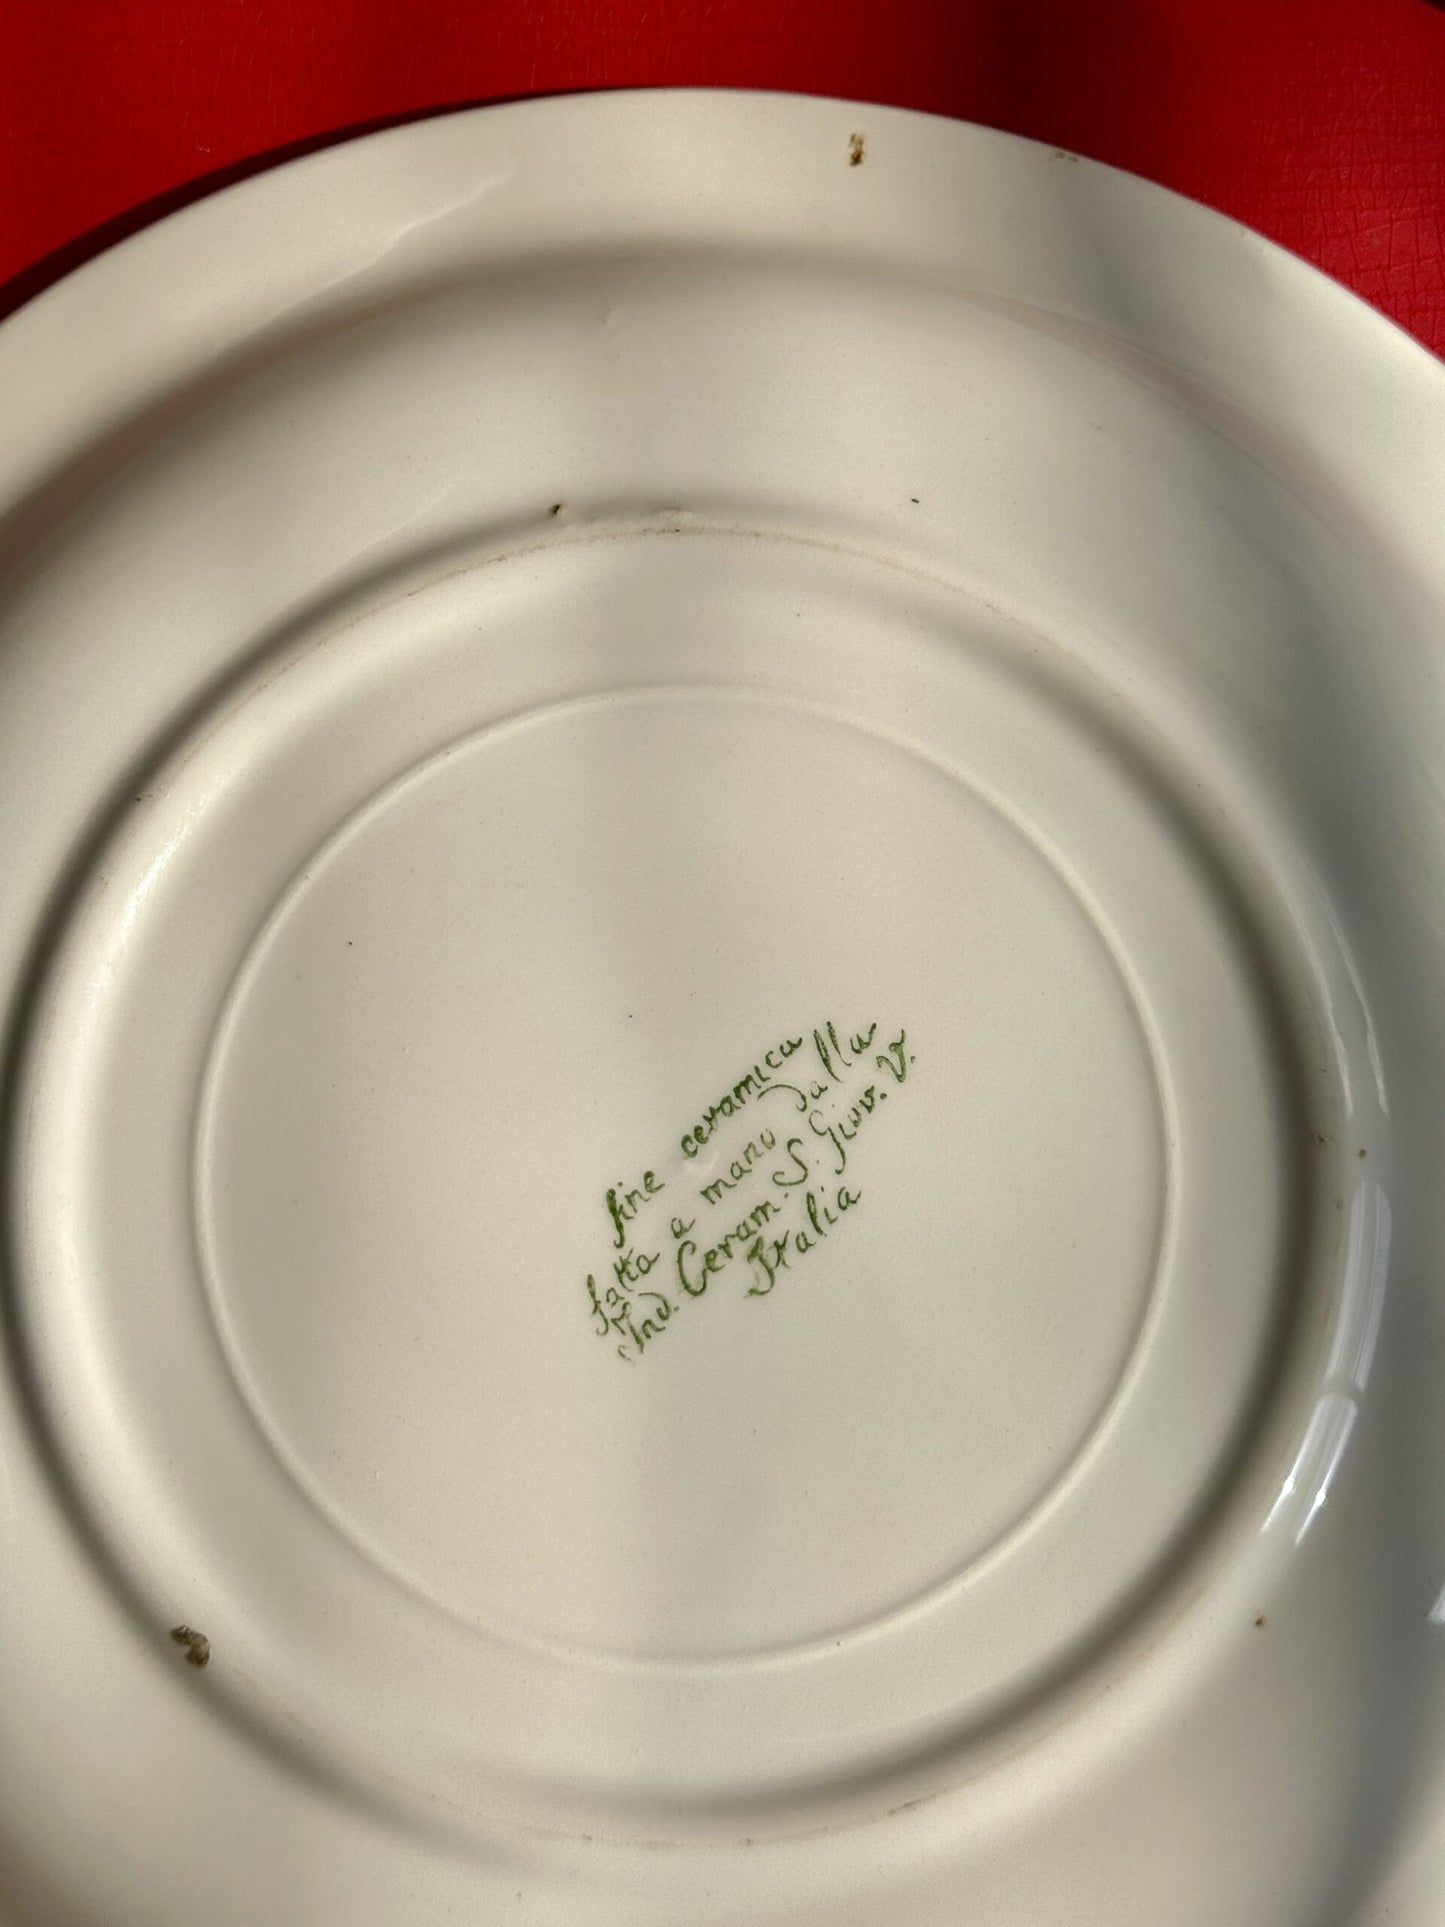 fine ceramica
fatta a mano dalla
Ind. Ceram. S. Giov. V.
Italia